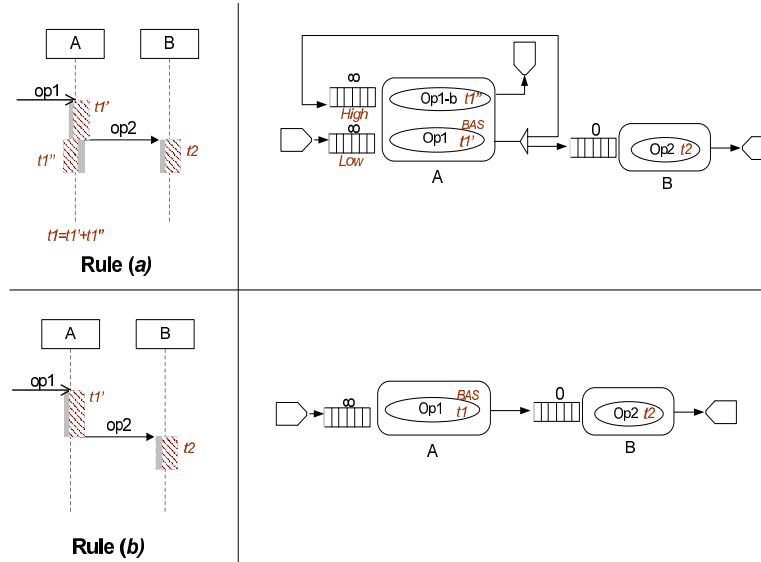 A B
op1
t1'
op2
t1'' t2
t1=t1'+t1''
Rule (a)
∞
High
Op1-b t1''
∞
Low
BAS
Op1 t1'
A
0
Op2 t2
B
A B
op1
t1'
op2
t2
Rule (b)
∞
BAS
Op1 t1
A
0
Op2 t2
B